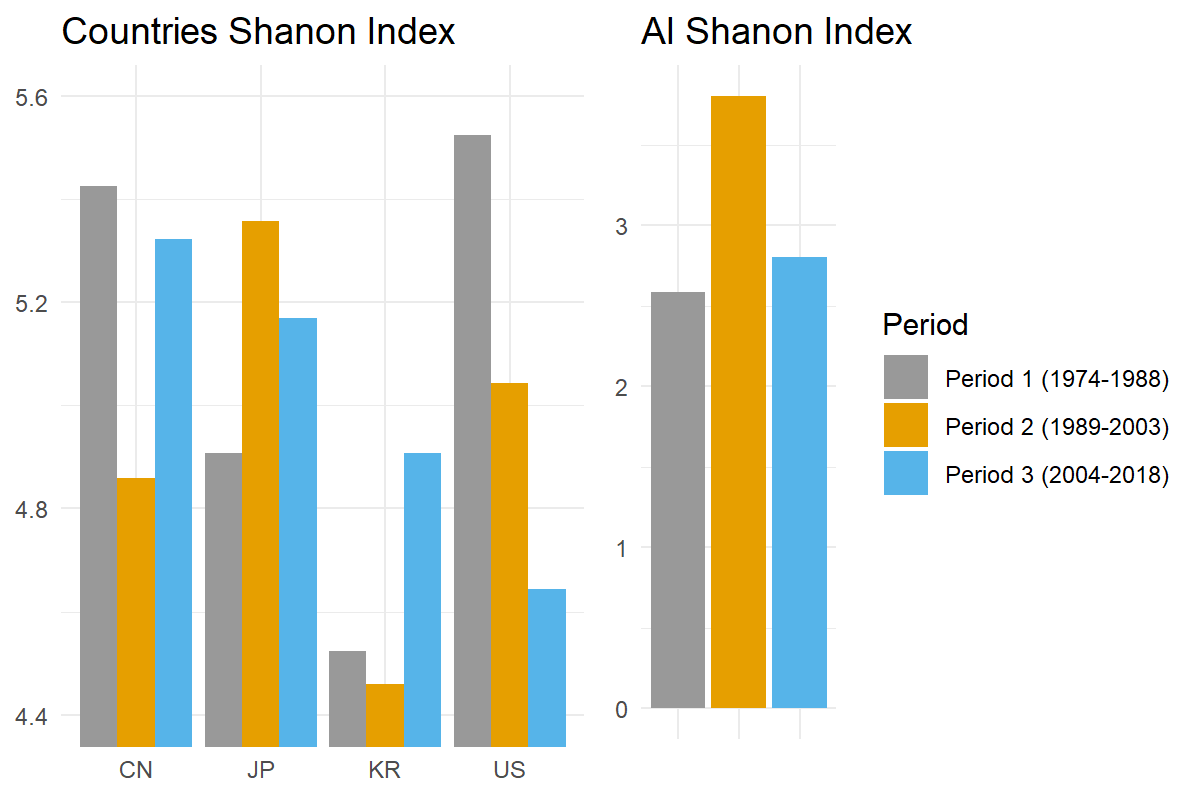 Countries Shanon Index
5.6
5.2
4.8
4.4
CN JP KR US
AI Shanon Index
3
2
1
0
Period
Period 1 (1974-1988)
Period 2 (1989-2003)
Period 3 (2004-2018)